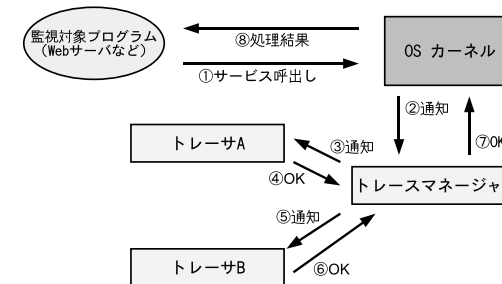 監視対象プログラム
(Webサーバなど)
OS カーネル
⑧処理結果
①サービス呼出し
②通知
⑦OK
トレーサA
③通知
④OK
トレースマネージャ
⑤通知
⑥OK
トレーサB